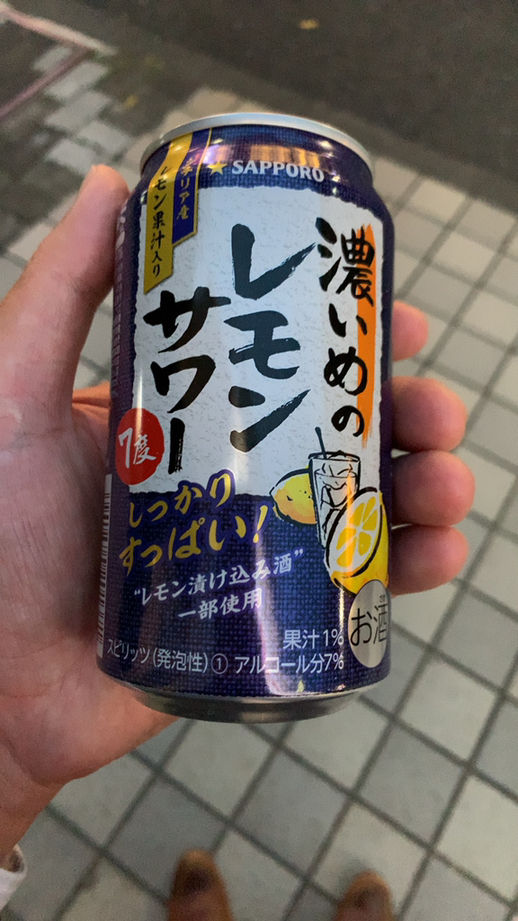 SAPPORO
シチリア産
レモン果汁入り
濃いめの
レモン
サワー
7度
しっかり
すっぱい!
"レモン漬け込み酒"
一部使用
果汁1%
スピリッツ(発泡性)① アルコール分7%
お酒